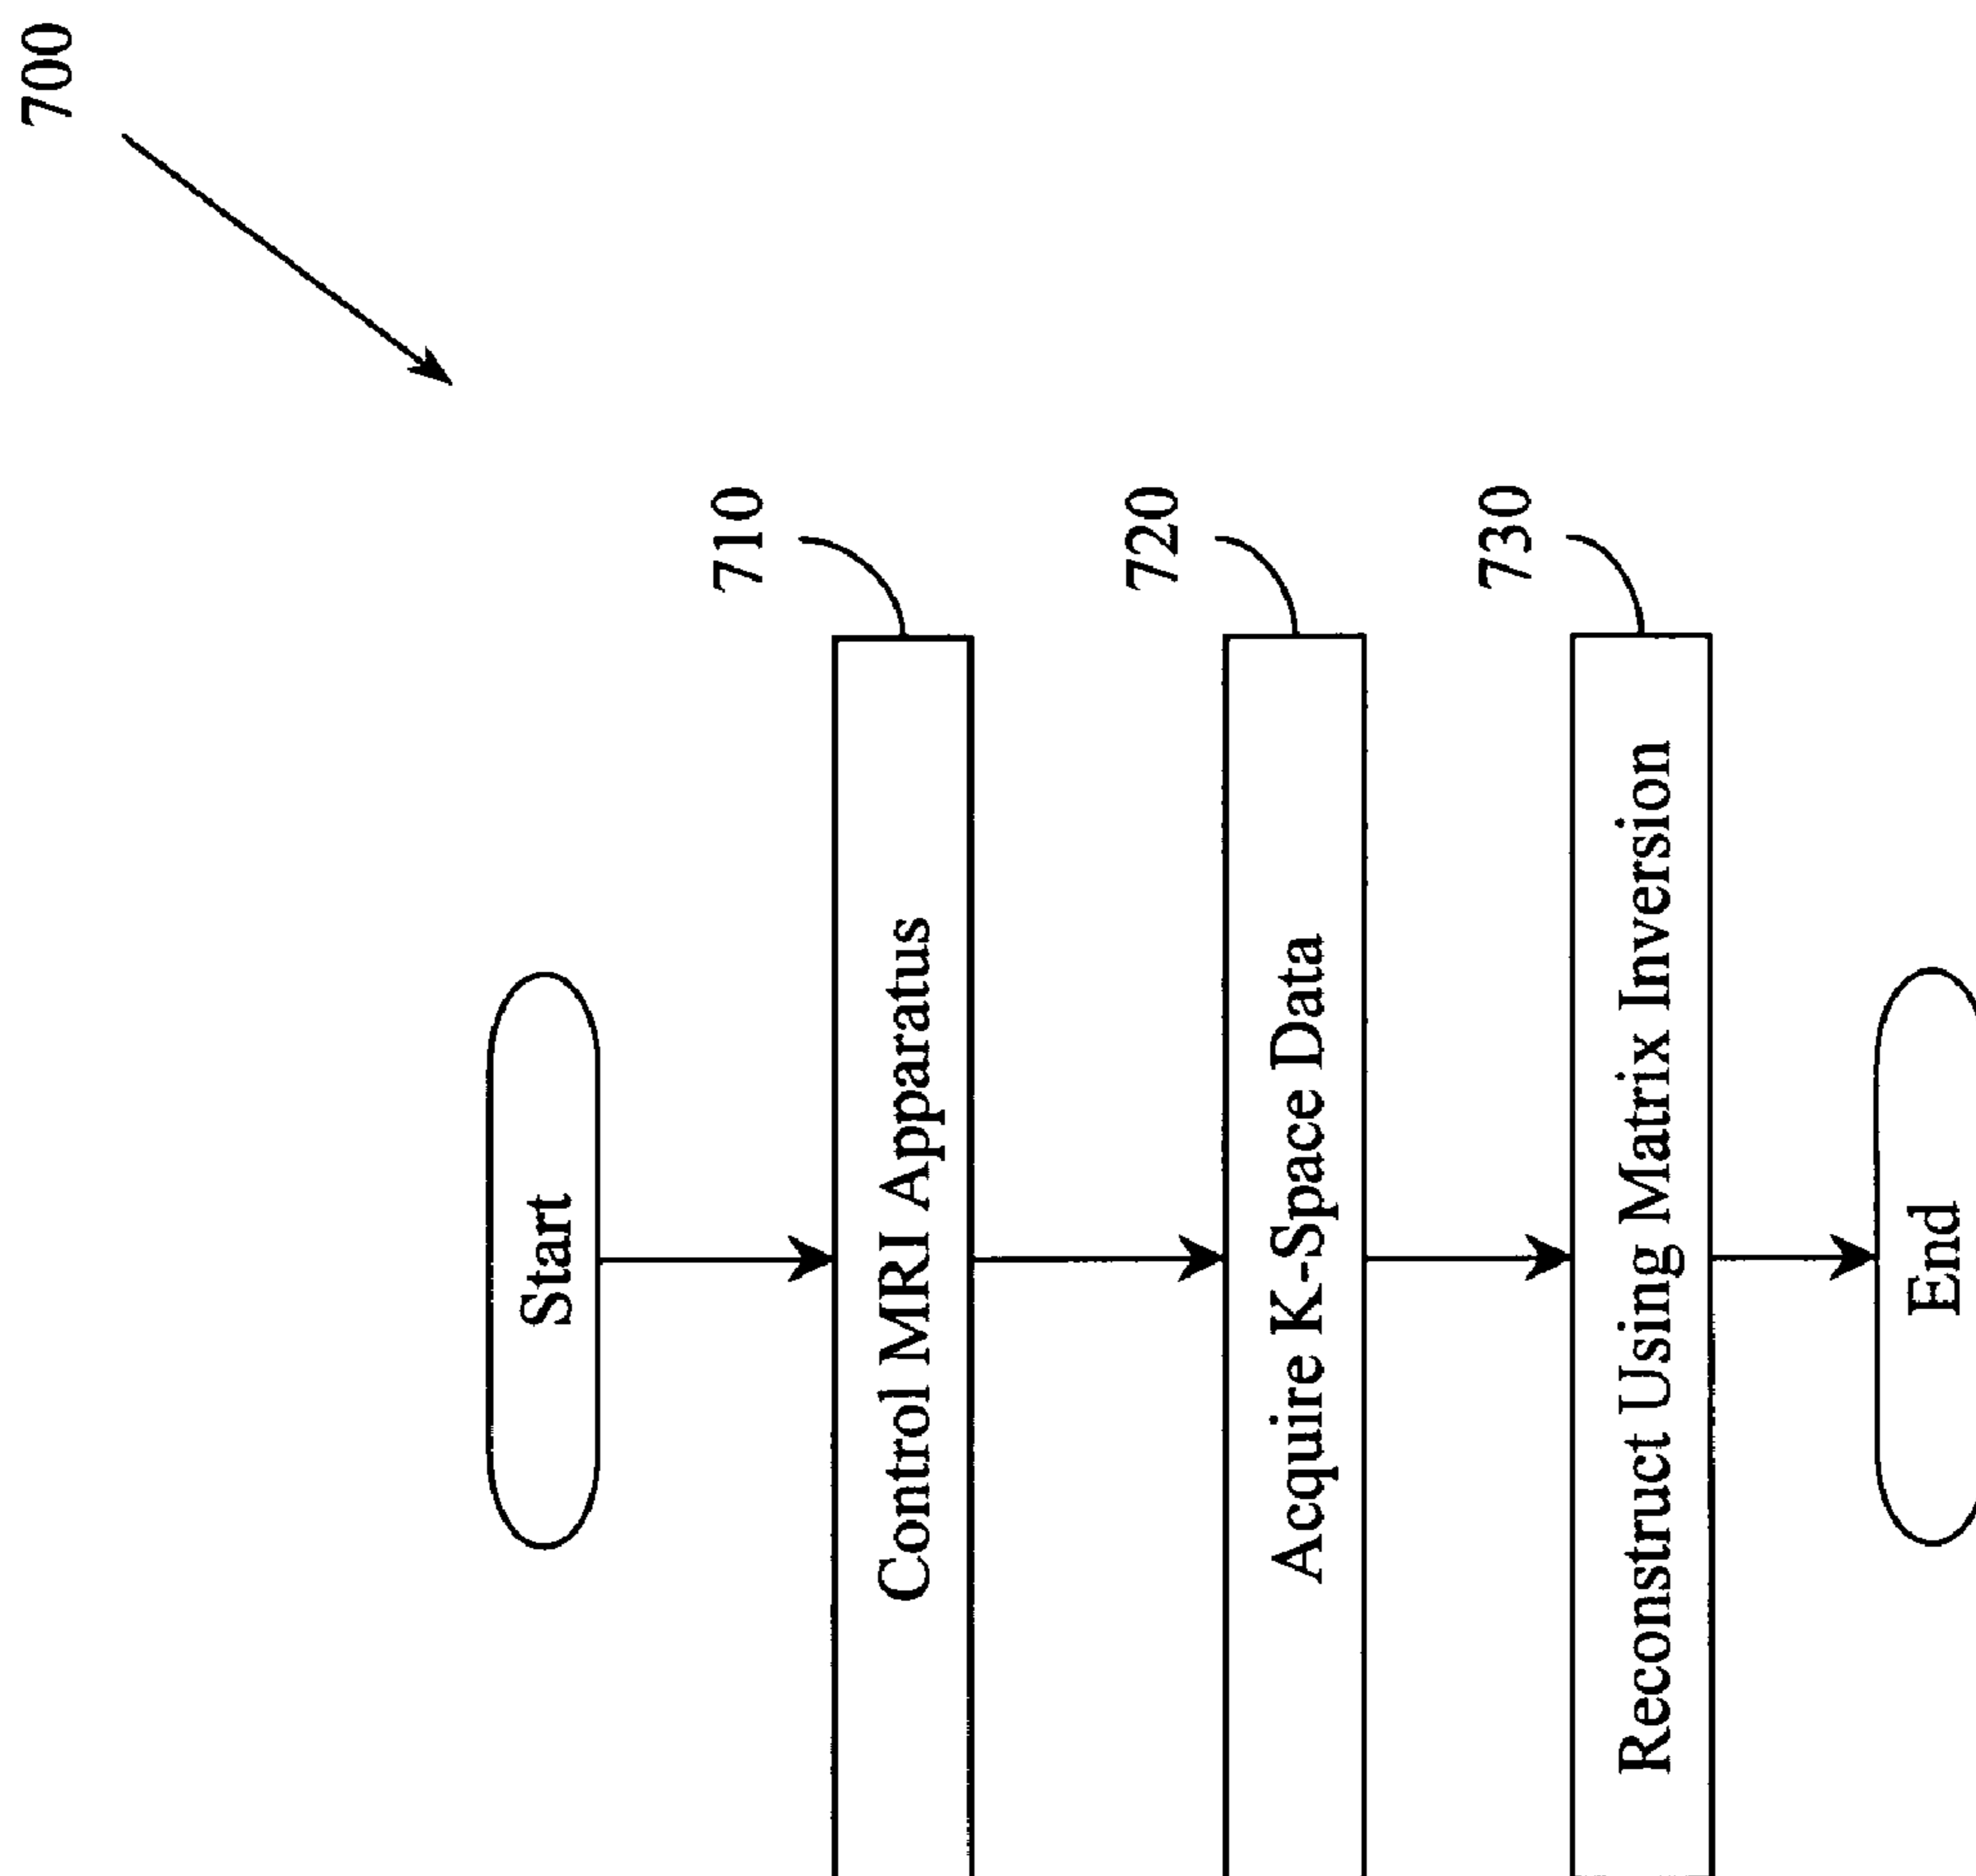 700
Start
710
Control MRI Apparatus
720
Acquire K-Space Data
730
Reconstruct Using Matrix Inversion
End